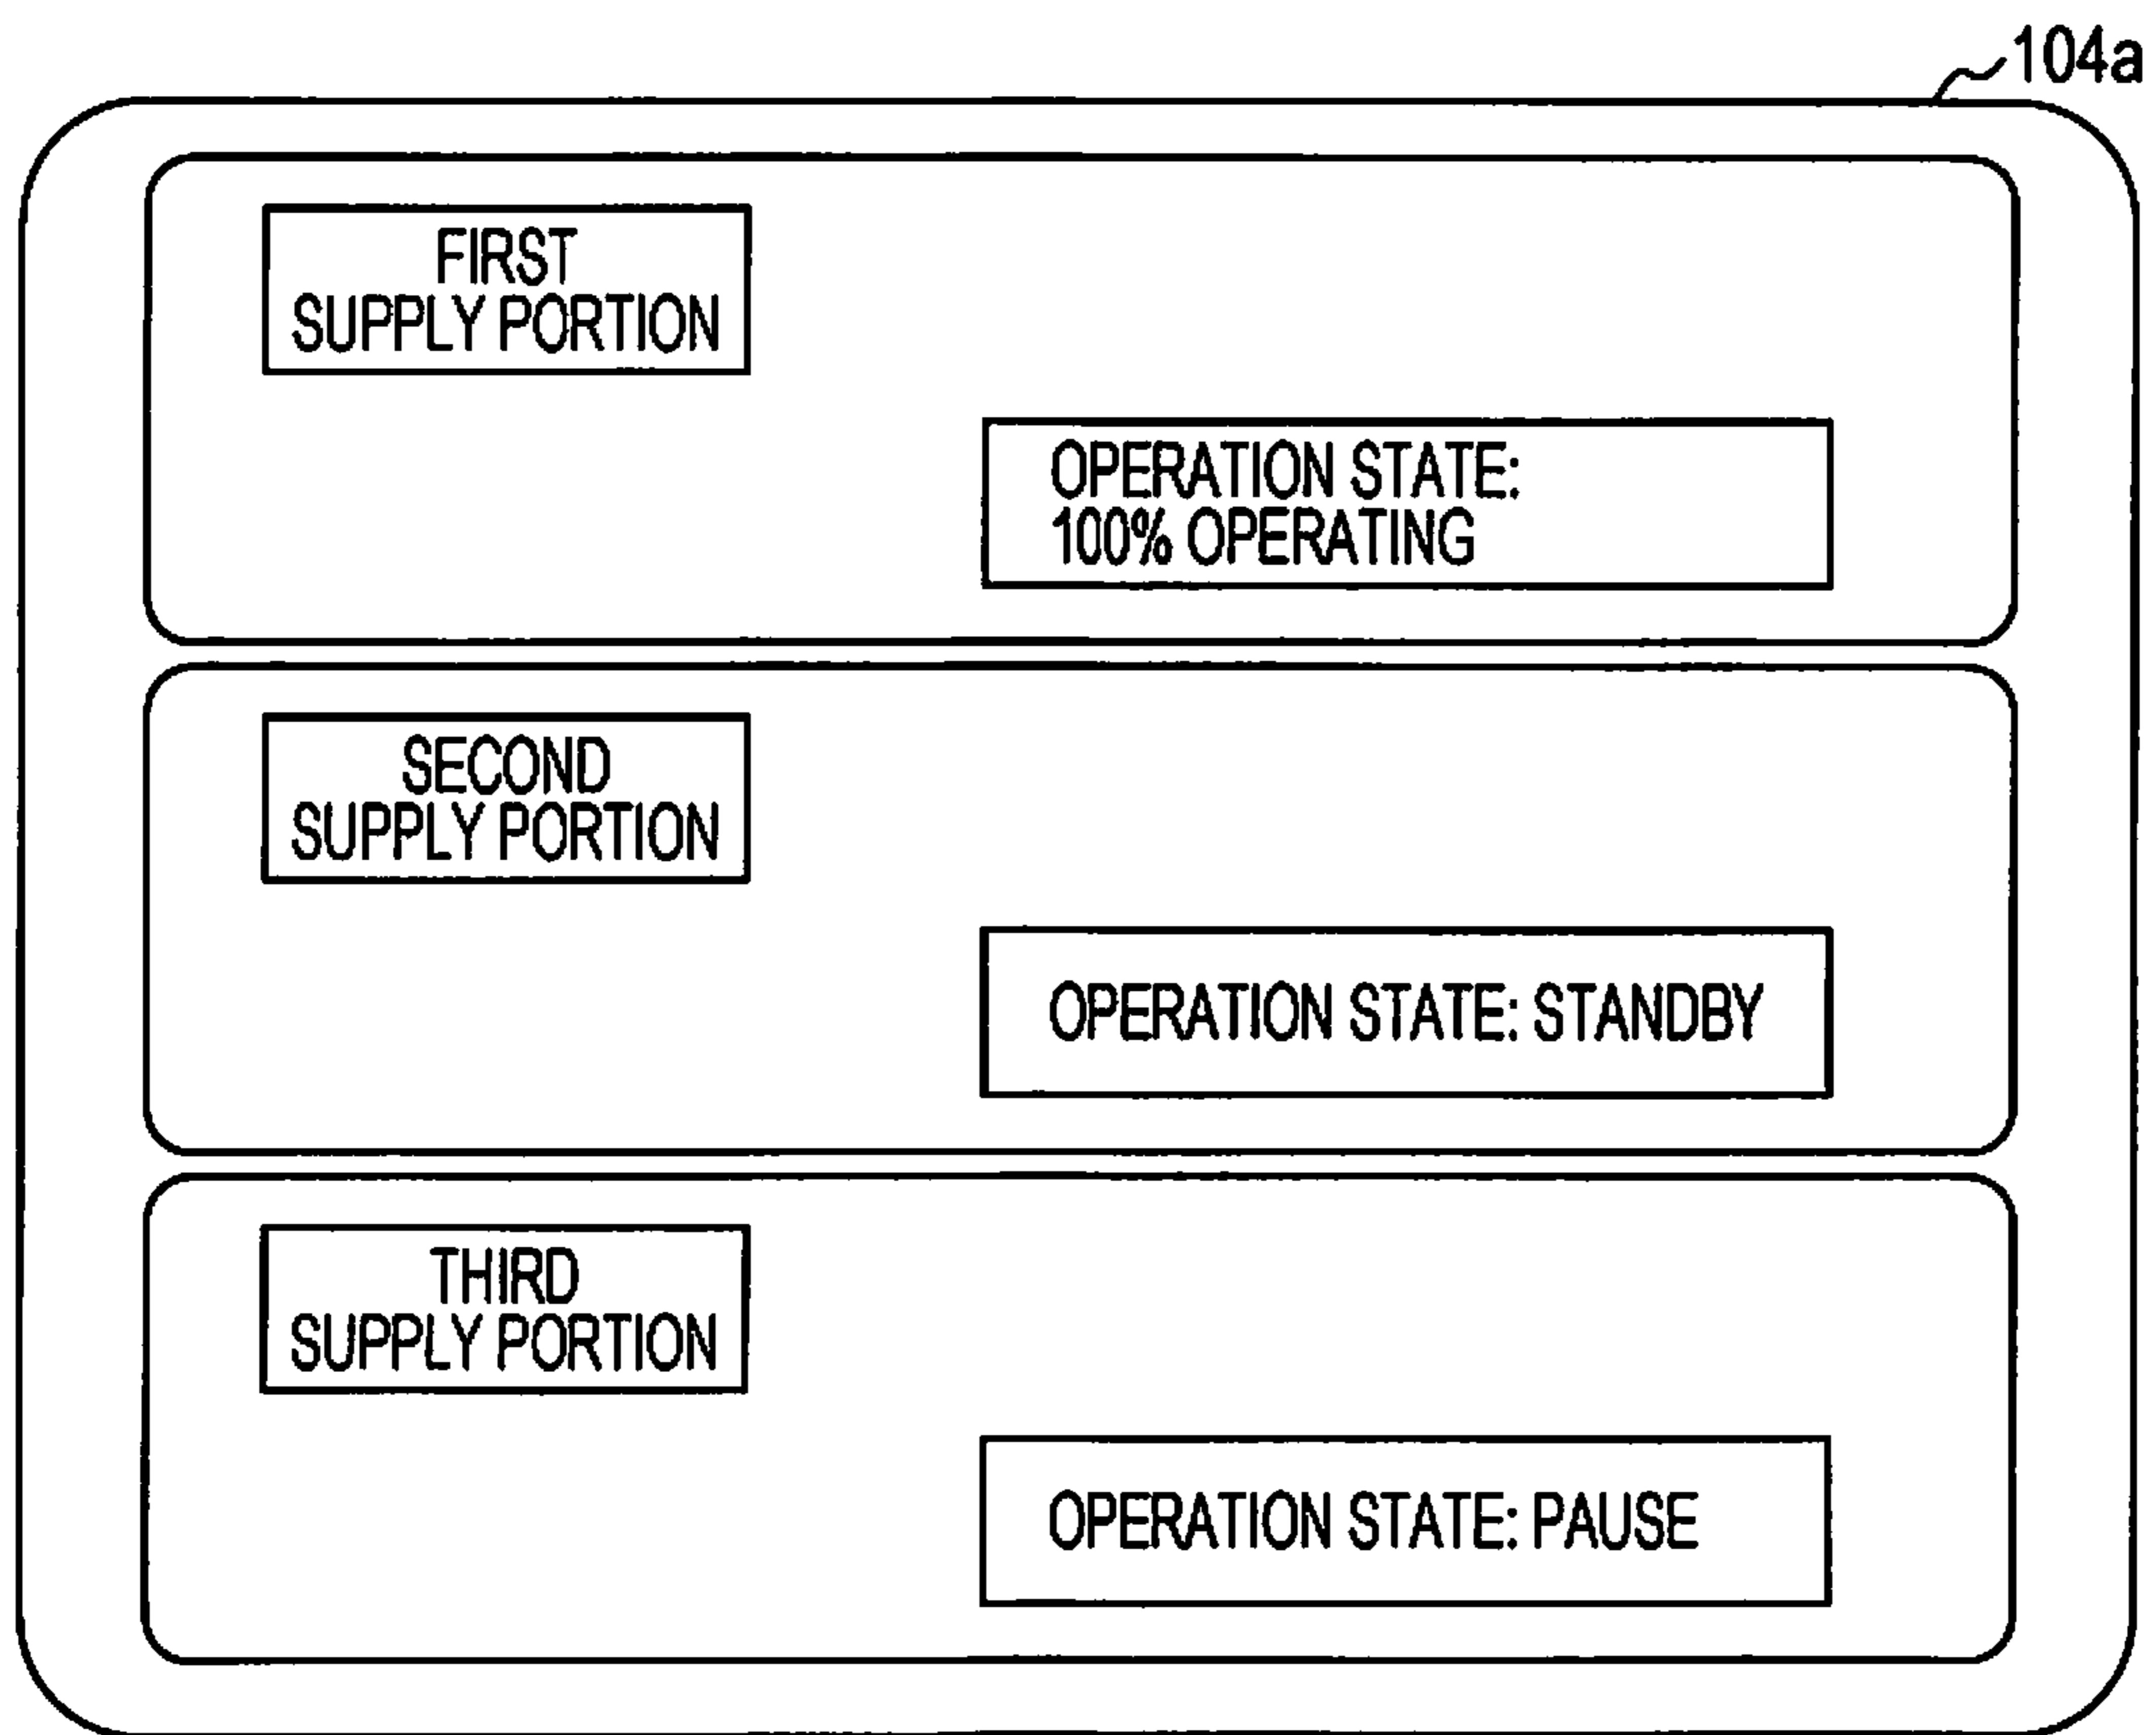 104a
FIRST
SUPPLY PORTION
OPERATION STATE:
100% OPERATING
SECOND
SUPPLY PORTION
OPERATION STATE: STANDBY
THIRD
SUPPLY PORTION
OPERATION STATE: PAUSE